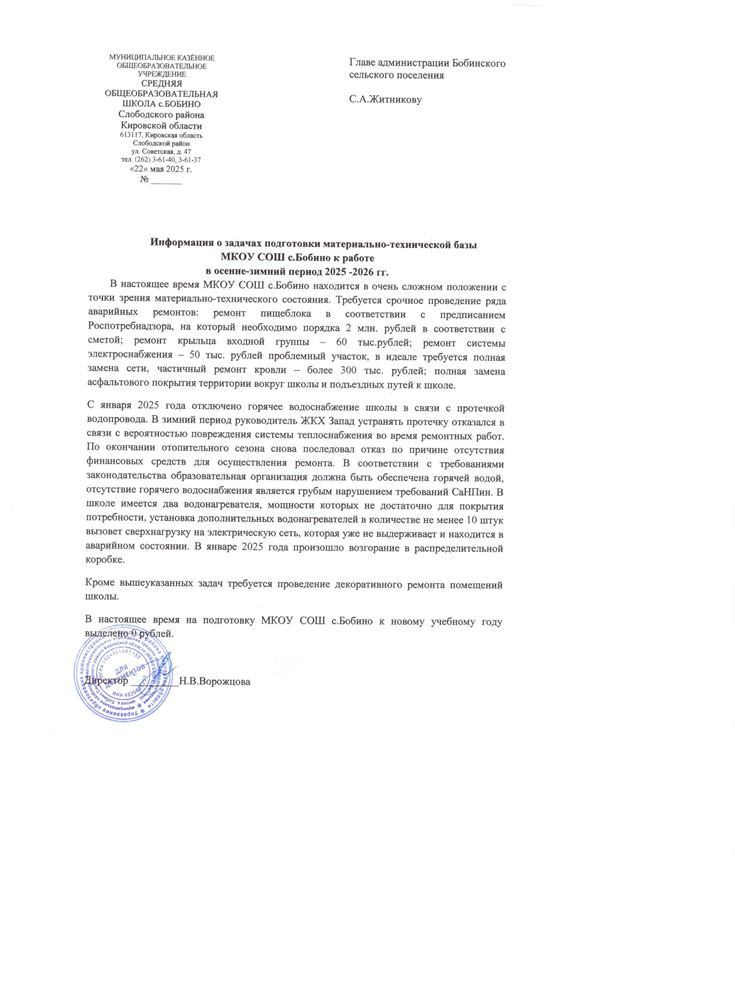 МУНИЦИПАЛЬНОЕ КАЗЁННОЕ
ОБЩЕОБРАЗОВАТЕЛЬНОЕ
УЧРЕЖДЕНИЕ
СРЕДНЯЯ
ОБЩЕОБРАЗОВАТЕЛЬНАЯ
ШКОЛА с.БОБИНО
Слободского района
Кировской области
613117, Кировская область
Слободской район
ул. Советская, д. 47
тел. (262) 3-61-40, 3-61-37
«22» мая 2025 г.
№ _______
Главе администрации Бобинского
сельского поселения
С.А.Житникову
Информация о задачах подготовки материально-технической базы
МКОУ СОШ с.Бобино к работе
в осенне-зимний период 2025 -2026 гг.
В настоящее время МКОУ СОШ с.Бобино находится в очень сложном положении с
точки зрения материально-технического состояния. Требуется срочное проведение ряда
аварийных ремонтов: ремонт пищеблока в соответствии с предписанием
Роспотребнадзора, на который необходимо порядка 2 млн. рублей в соответствии с
сметой; ремонт крыльца входной группы – 60 тыс.рублей; ремонт системы
электроснабжения – 50 тыс. рублей проблемный участок, в идеале требуется полная
замена сети, частичный ремонт кровли – более 300 тыс. рублей; полная замена
асфальтового покрытия территории вокруг школы и подъездных путей к школе.
С января 2025 года отключено горячее водоснабжение школы в связи с протечкой
водопровода. В зимний период руководитель ЖКХ Запад устранять протечку отказался в
связи с вероятностью повреждения системы теплоснабжения во время ремонтных работ.
По окончании отопительного сезона снова последовал отказ по причине отсутствия
финансовых средств для осуществления ремонта. В соответствии с требованиями
законодательства образовательная организация должна быть обеспечена горячей водой,
отсутствие горячего водоснабжения является грубым нарушением требований СаНПин. В
школе имеется два водонагревателя, мощности которых не достаточно для покрытия
потребности, установка дополнительных водонагревателей в количестве не менее 10 штук
вызовет сверхнагрузку на электрическую сеть, которая уже не выдерживает и находится в
аварийном состоянии. В январе 2025 года произошло возгорание в распределительной
коробке.
Кроме вышеуказанных задач требуется проведение декоративного ремонта помещений
школы.
В настоящее время на подготовку МКОУ СОШ с.Бобино к новому учебному году
выделено 0 рублей.
Директор _________Н.В.Ворожцова
ДЛЯ
ДОКУМЕНТОВ